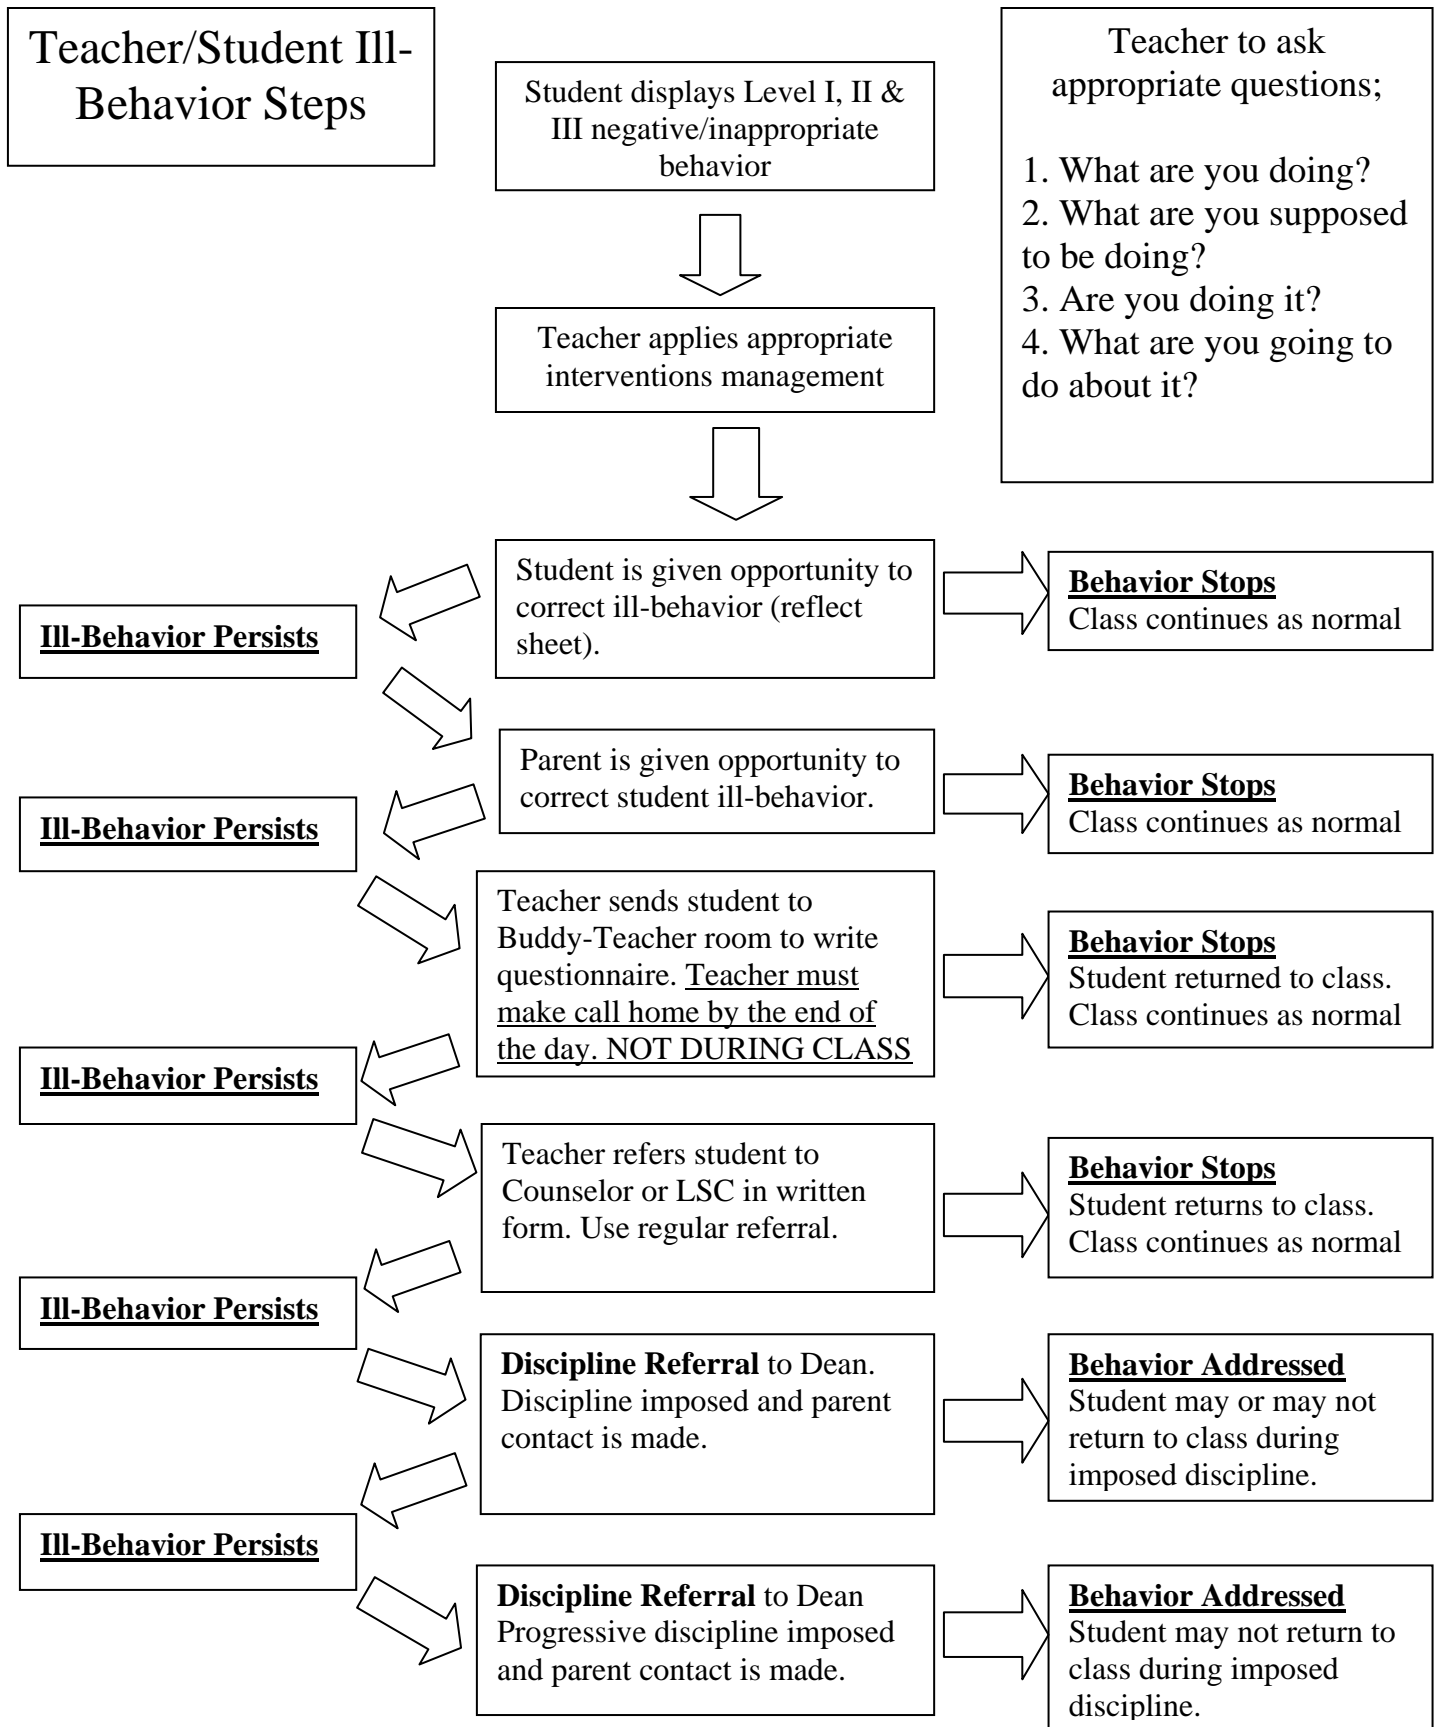 Teacher/Student Ill-
Behavior Steps
Student displays Level I, II &
III negative/inappropriate
behavior
Teacher to ask
appropriate questions;
1. What are you doing?
2. What are you supposed
to be doing?
3. Are you doing it?
4. What are you going to
do about it?
Teacher applies appropriate
interventions management
Student is given opportunity to
correct ill-behavior (reflect
sheet).
Behavior Stops
Class continues as normal
Ill-Behavior Persists
Parent is given opportunity to
correct student ill-behavior.
Behavior Stops
Class continues as normal
Ill-Behavior Persists
Teacher sends student to
Buddy-Teacher room to write
questionnaire. Teacher must
make call home by the end of
the day. NOT DURING CLASS
Behavior Stops
Student returned to class.
Class continues as normal
Ill-Behavior Persists
Teacher refers student to
Counselor or LSC in written
form. Use regular referral.
Behavior Stops
Student returns to class.
Class continues as normal
Ill-Behavior Persists
Discipline Referral to Dean.
Discipline imposed and parent
contact is made.
Behavior Addressed
Student may or may not
return to class during
imposed discipline.
Ill-Behavior Persists
Discipline Referral to Dean
Progressive discipline imposed
and parent contact is made.
Behavior Addressed
Student may not return to
class during imposed
discipline.